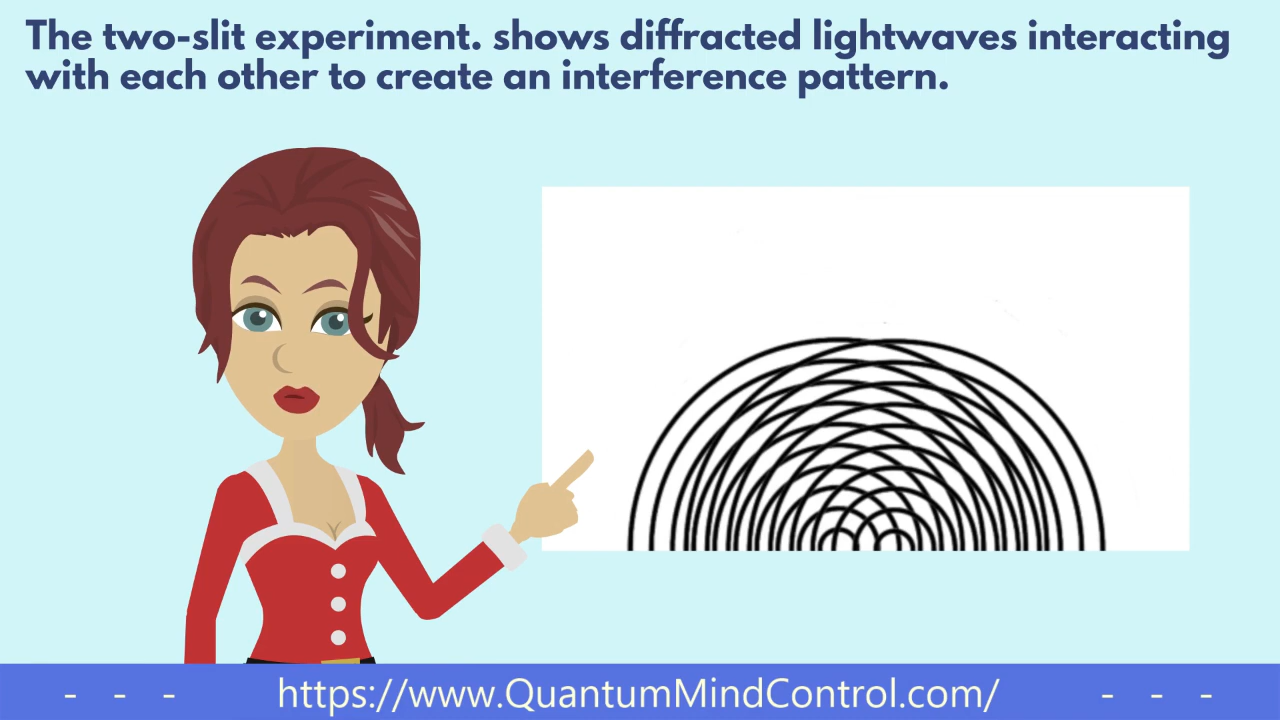 The two-slit experiment. shows diffracted lightwaves interacting
with each other to create an interference pattern.
- - - https://www.QuantumMindControl.com/ - - -